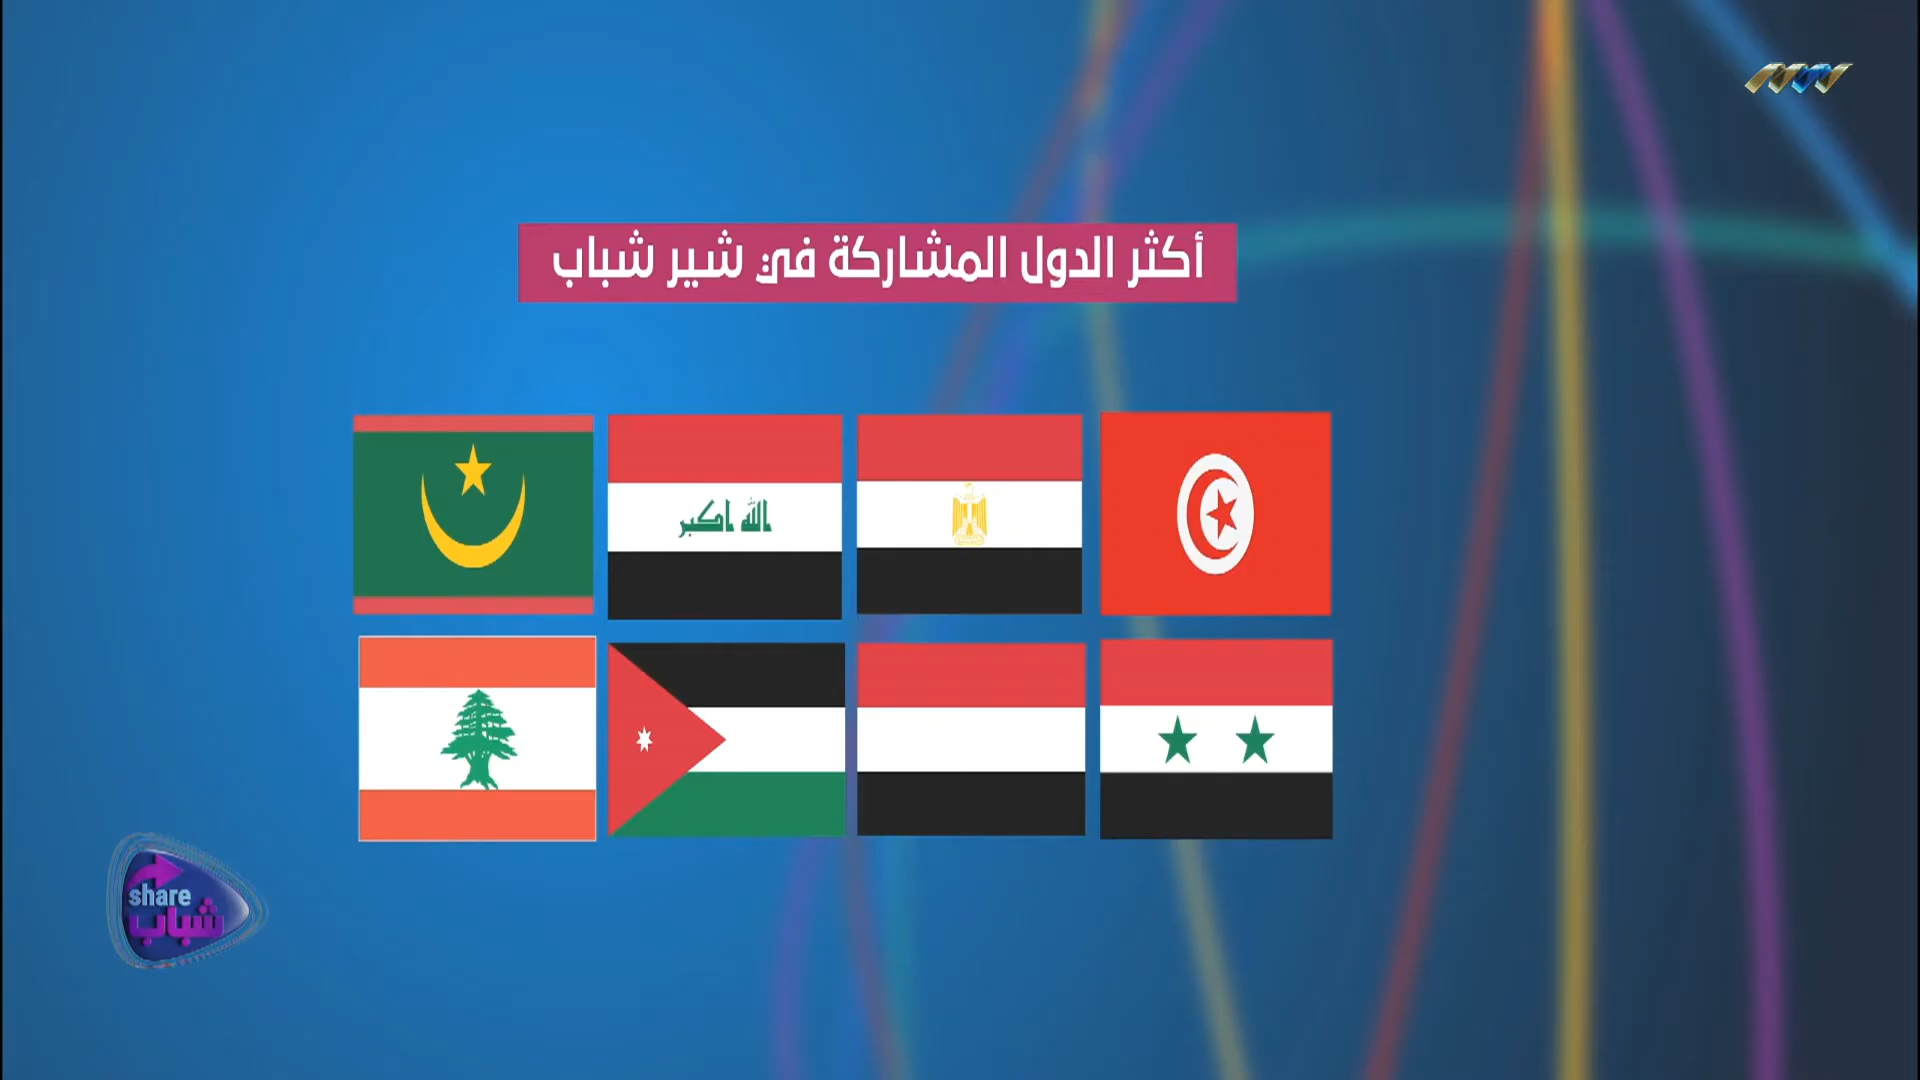 أكثر الدول المشاركة في شير شباب
الله اكبر
share
شباب